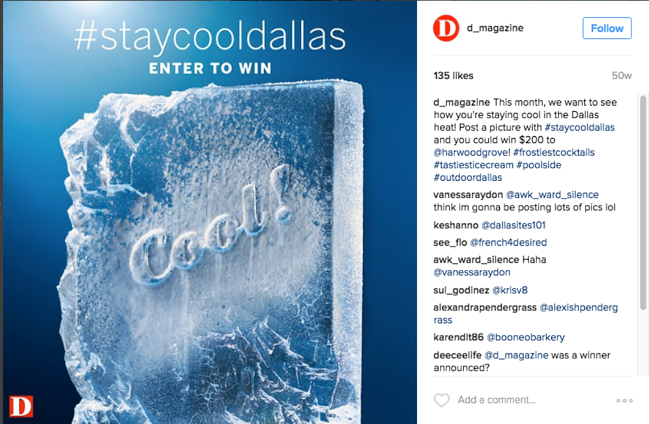 #staycooldallas
ENTER TO WIN
Cool!
D
D
d_magazine
Follow
135 likes
50w
d_magazine This month, we want to see
how you're staying cool in the Dallas
heat! Post a picture with #staycooldallas
and you could win $200 to
@harwoodgrove! #frostiestcocktails
#tastiesticecream #poolside
#outdoordallas
vanessaraydon @awk_ward_silence
think im gonna be posting lots of pics lol
keshanno @dallasites101
see_flo @french4desired
awk_ward_silence Haha
@vanessaraydon
sul_godinez @krisv8
alexandrapendergrass @alexishpenderg
rass
karendlt86 @booneobarkery
deeceelife @d_magazine was a winner
announced?
Add a comment...